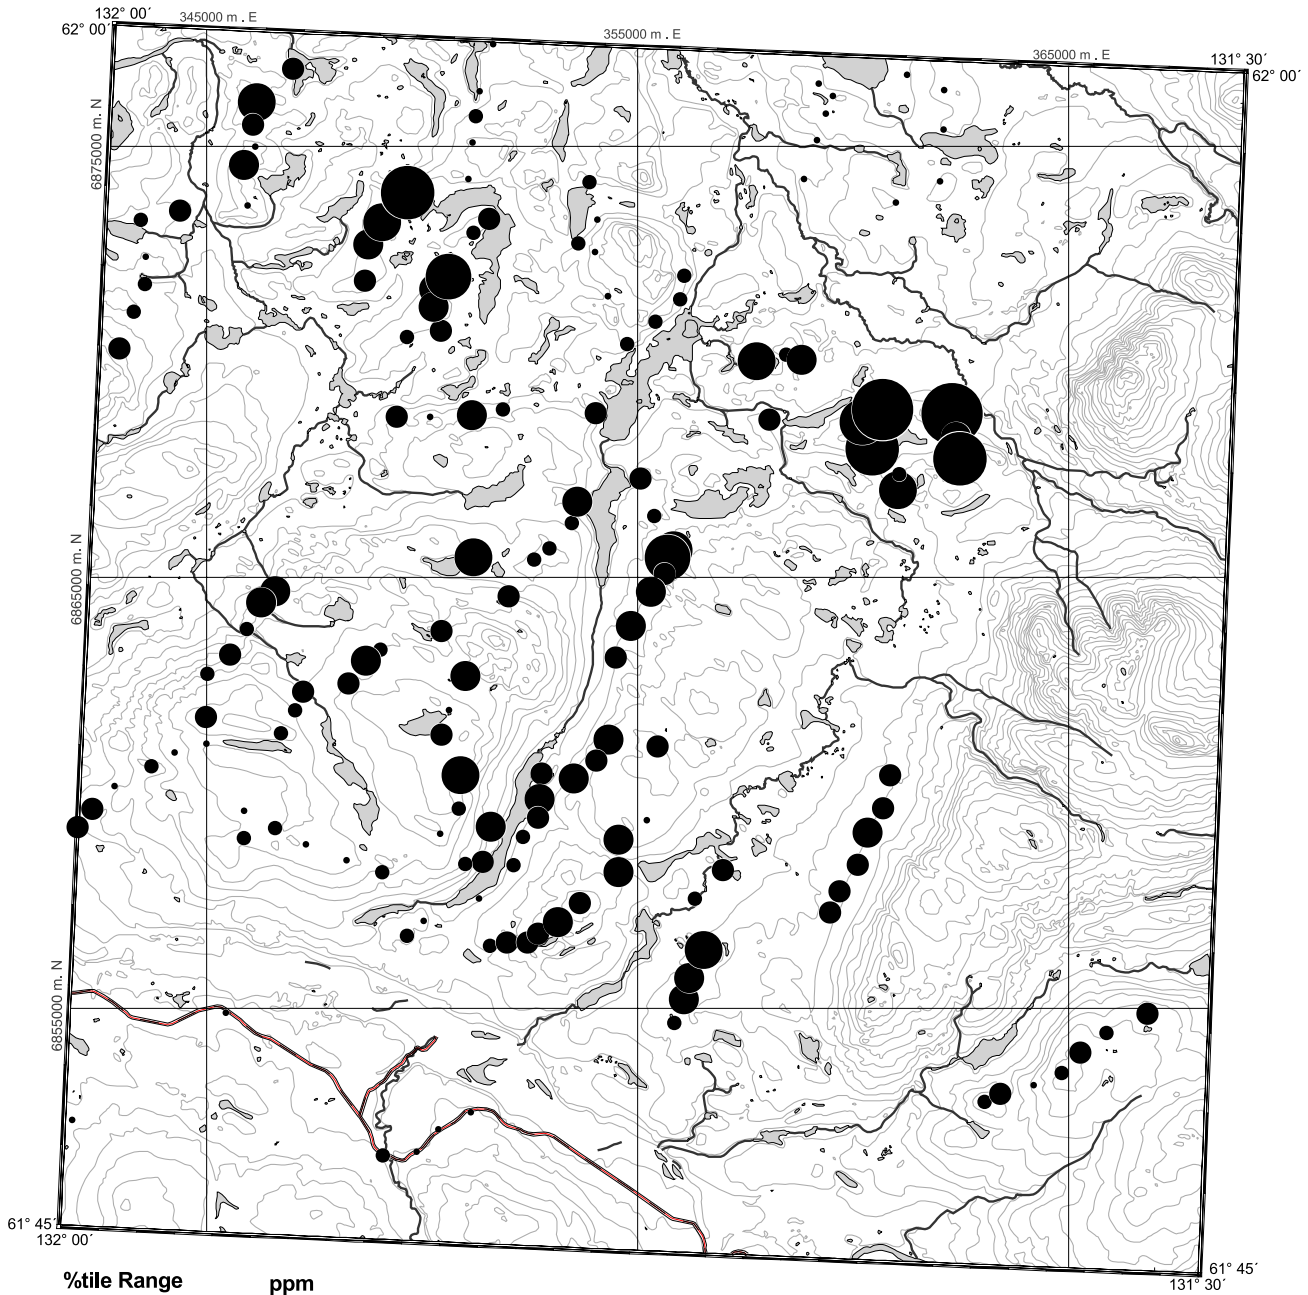 132° 00´
345000 m . E
62° 00´
355000 m . E
365000 m . E
131° 30´
62° 00´
6875000 m. N
6865000 m. N
6855000 m. N
61° 45´
132° 00´
61° 45´
131° 30´
%tile Range ppm